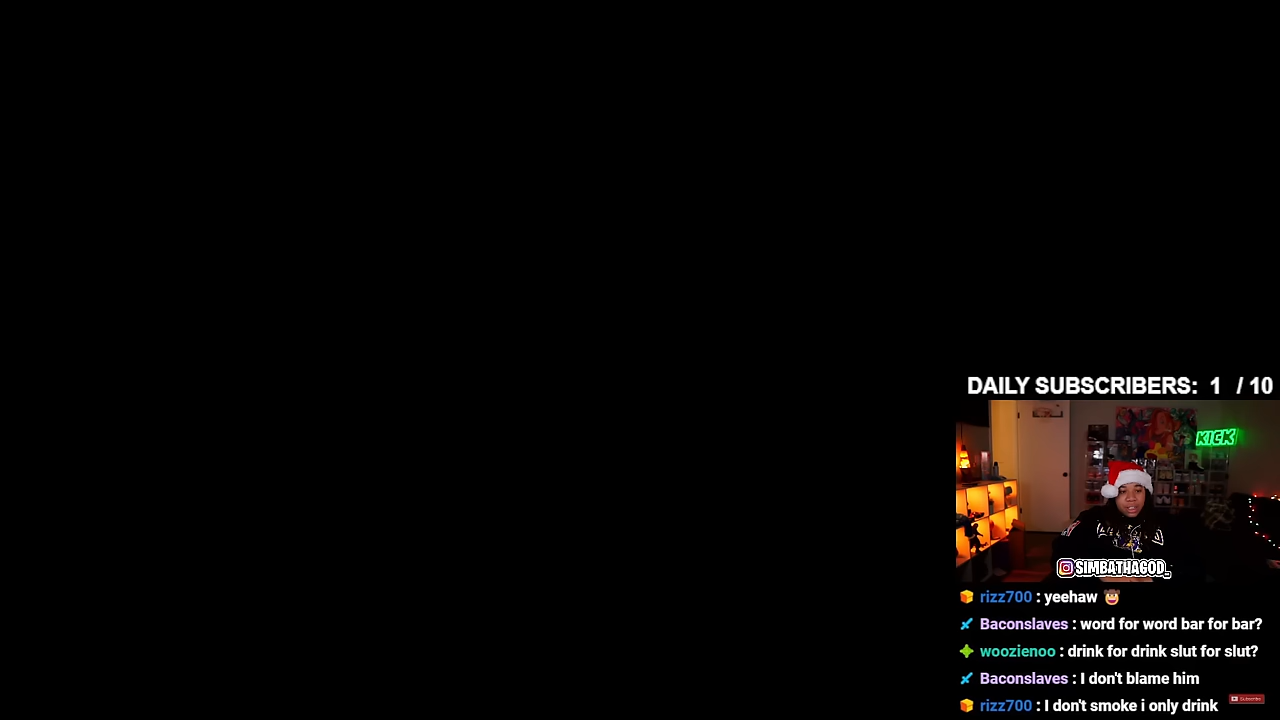 DAILY SUBSCRIBERS: 1 / 10
KICK
SIMBATHAGOD_
rizz700 : yeehaw 🤠
Baconslaves : word for word bar for bar?
woozienoo : drink for drink slut for slut?
Baconslaves : I don't blame him
rizz700 : I don't smoke i only drink
Subscribe